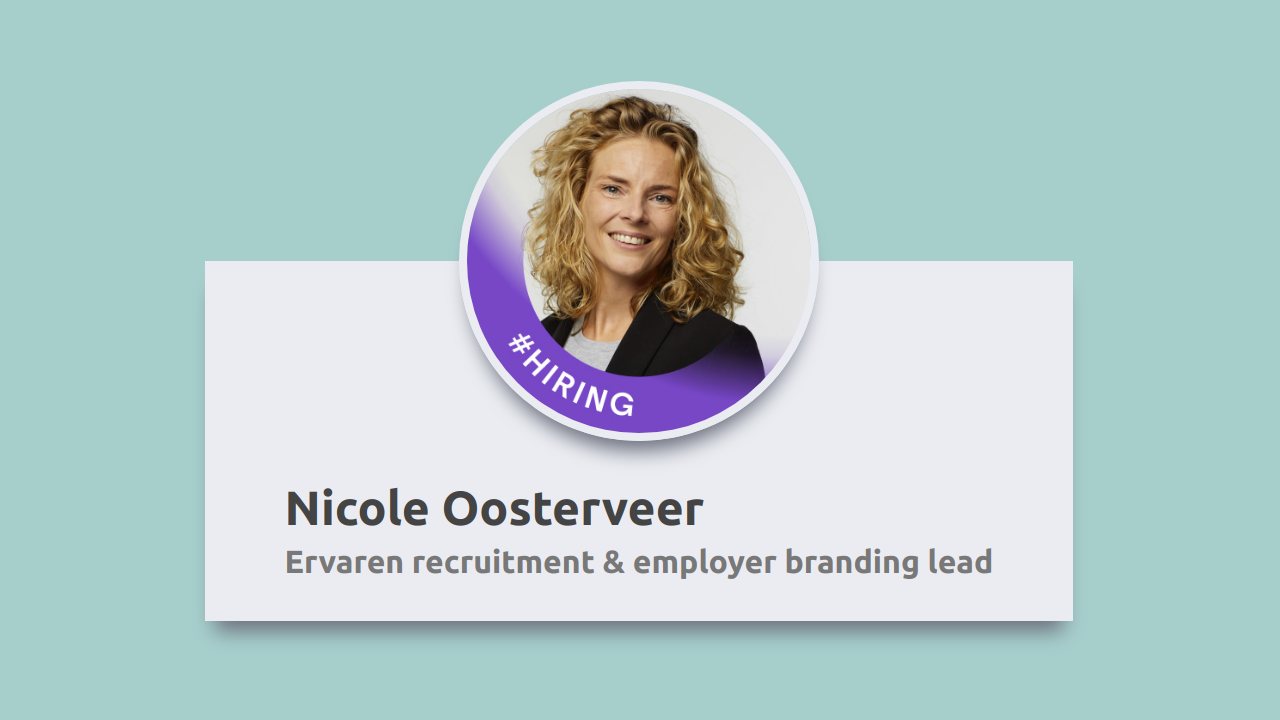 #HIRING
Nicole Oosterveer
Ervaren recruitment & employer branding lead